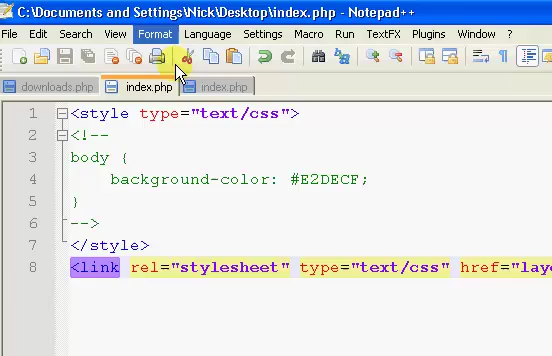 C:\Documents and Settings\Nick\Desktop\index.php - Notepad++
File Edit Search View Format Language Settings Macro Run TextFX Plugins Window ?
downloads.php index.php index.php
1 <style type="text/css">
2 <!--
3 body {
4 background-color: #E2DECF;
5 }
6 -->
7 </style>
8 <link rel="stylesheet" type="text/css" href="lay